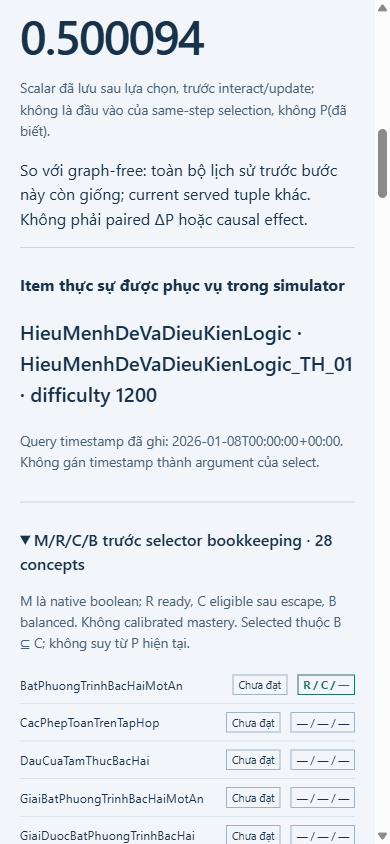 0.500094
Scalar đã lưu sau lựa chọn, trước interact/update;
không là đầu vào của same-step selection, không P(đã
biết).
So với graph-free: toàn bộ lịch sử trước bước
này còn giống; current served tuple khác.
Không phải paired ΔP hoặc causal effect.
Item thực sự được phục vụ trong simulator
HieuMenhDeVaDieuKienLogic ·
HieuMenhDeVaDieuKienLogic_TH_01
· difficulty 1200
Query timestamp đã ghi: 2026-01-08T00:00:00+00:00.
Không gán timestamp thành argument của select.
▼ M/R/C/B trước selector bookkeeping · 28
concepts
M là native boolean; R ready, C eligible sau escape, B
balanced. Không calibrated mastery. Selected thuộc B
⊆ C; không suy từ P hiện tại.
BatPhuongTrinhBacHaiMotAn Chưa đạt R / C / —
CacPhepToanTrenTapHop Chưa đạt — / — / —
DauCuaTamThucBacHai Chưa đạt — / — / —
GiaiBatPhuongTrinhBacHaiMotAn Chưa đạt — / — / —
GiaiDuocBatPhuongTrinhBacHai Chưa đạt — / — / —